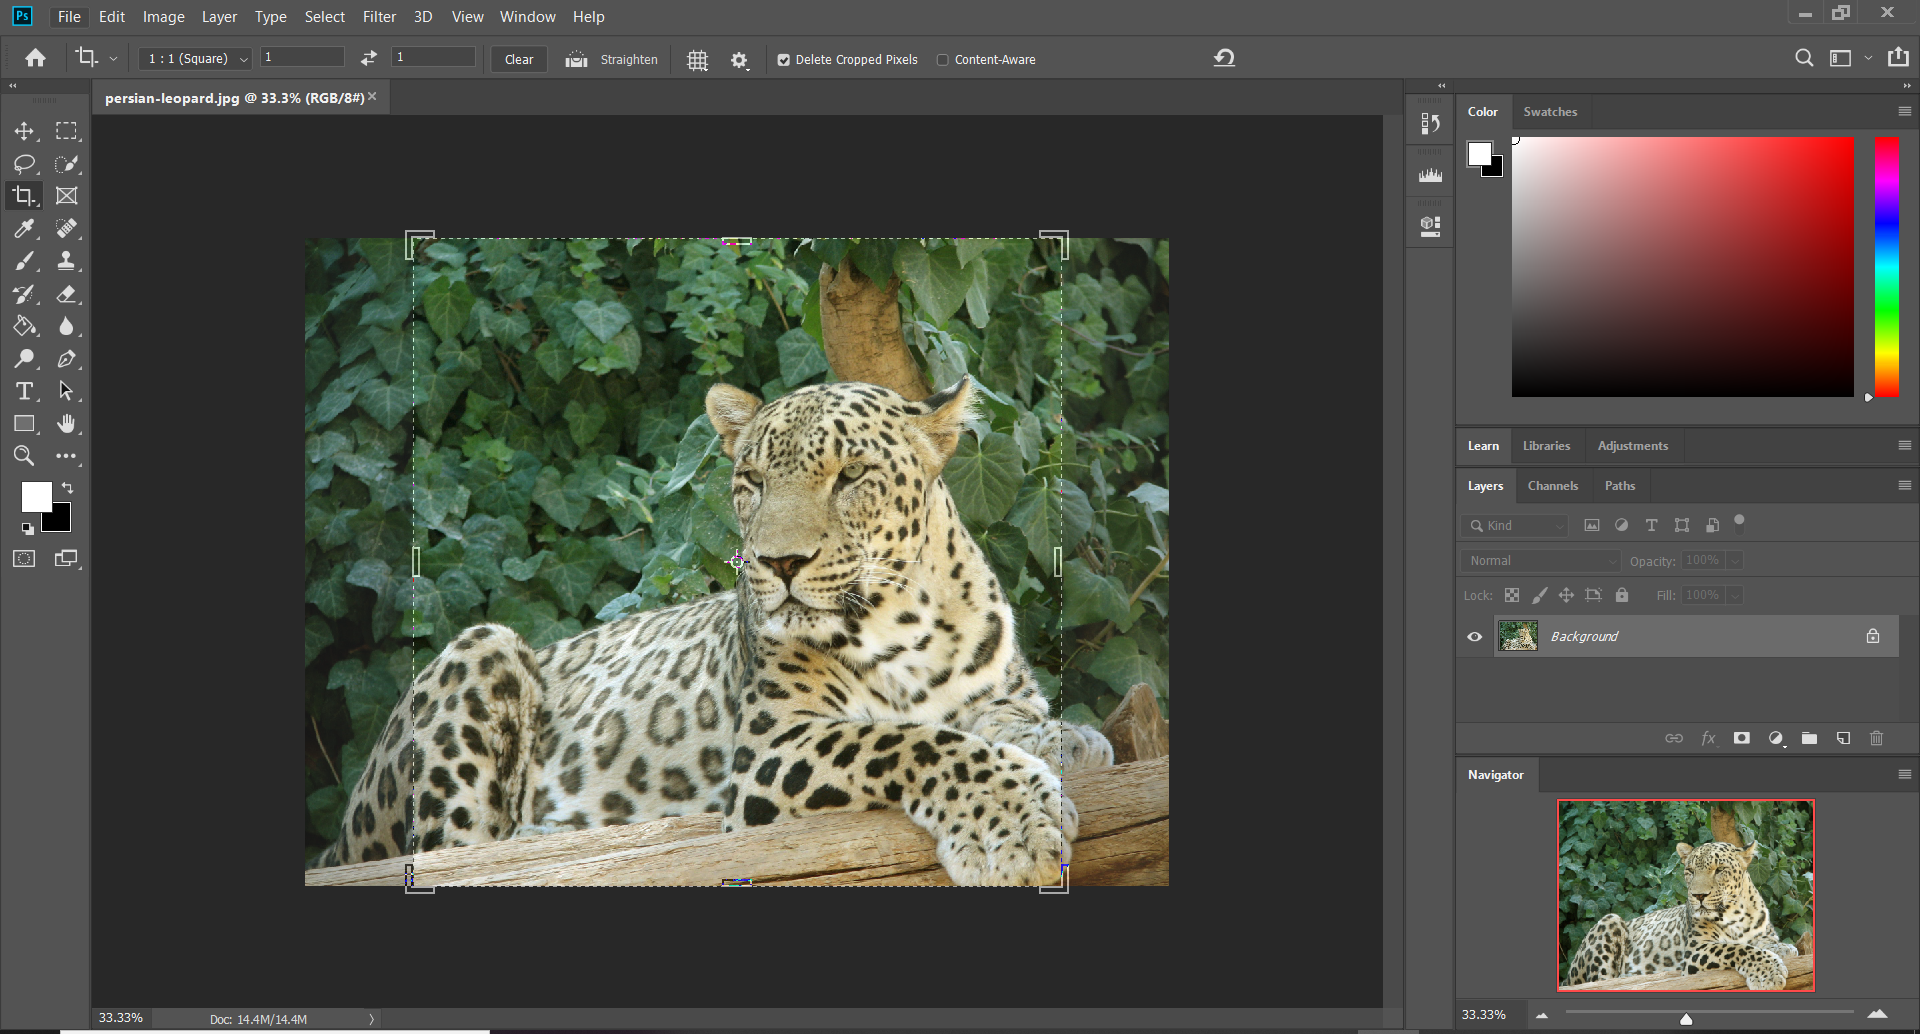 Ps File Edit Image Layer Type Select Filter 3D View Window Help
1 : 1 (Square) 1 1 Clear Straighten Delete Cropped Pixels Content-Aware
persian-leopard.jpg @ 33.3% (RGB/8#) ×
Color Swatches
Learn Libraries Adjustments
Layers Channels Paths
Kind
Normal Opacity: 100%
Lock: Fill: 100%
Background
fx
Navigator
33.33% Doc: 14.4M/14.4M
33.33%